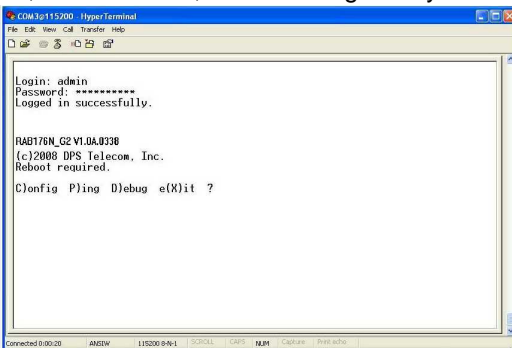 COM3@115200 - HyperTerminal
File Edit View Call Transfer Help
Login: admin
Password: **********
Logged in successfully.
RAB176N_G2 V1.0A.0338
(c)2008 DPS Telecom, Inc.
Reboot required.
C)onfig P)ing D)ebug e(X)it ?
Connected 0:00:20 ANSIW 115200 8-N-1 SCROLL CAPS NUM Capture Print echo